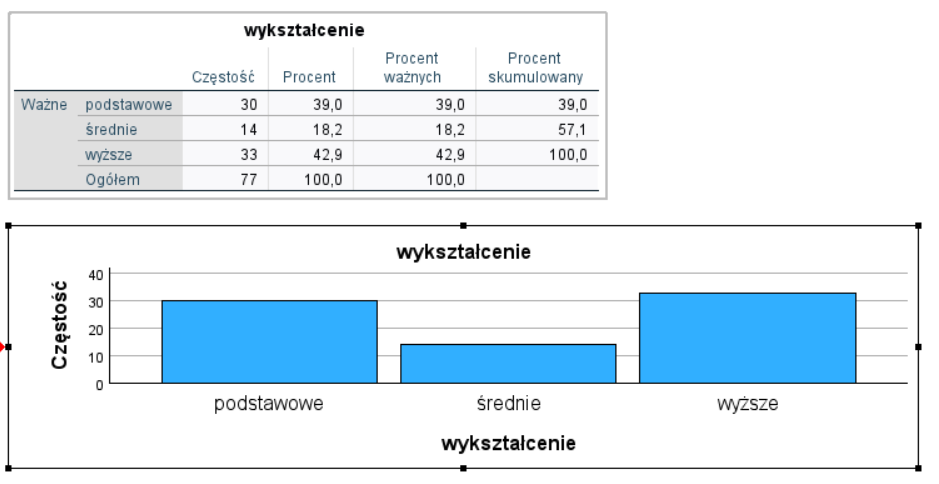 wykształcenie
Częstość Procent Procent ważnych Procent skumulowany
Ważne podstawowe 30 39,0 39,0 39,0
średnie 14 18,2 18,2 57,1
wyższe 33 42,9 42,9 100,0
Ogółem 77 100,0 100,0
wykształcenie
Częstość
40
30
20
10
0
podstawowe średnie wyższe
wykształcenie